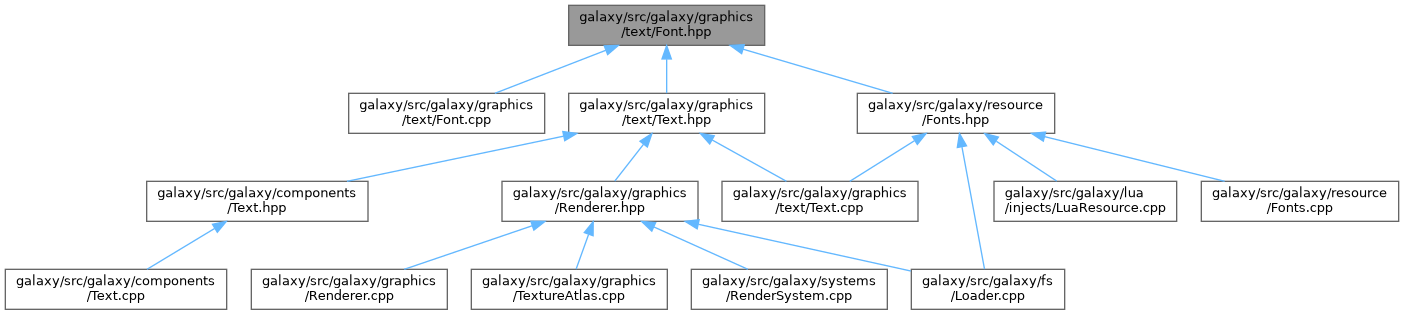 galaxy/src/galaxy/graphics
/text/Font.hpp
galaxy/src/galaxy/graphics
/text/Font.cpp
galaxy/src/galaxy/graphics
/text/Text.hpp
galaxy/src/galaxy/resource
/Fonts.hpp
galaxy/src/galaxy/components
/Text.hpp
galaxy/src/galaxy/graphics
/Renderer.hpp
galaxy/src/galaxy/graphics
/text/Text.cpp
galaxy/src/galaxy/lua
/injects/LuaResource.cpp
galaxy/src/galaxy/resource
/Fonts.cpp
galaxy/src/galaxy/components
/Text.cpp
galaxy/src/galaxy/graphics
/Renderer.cpp
galaxy/src/galaxy/graphics
/TextureAtlas.cpp
galaxy/src/galaxy/systems
/RenderSystem.cpp
galaxy/src/galaxy/fs
/Loader.cpp